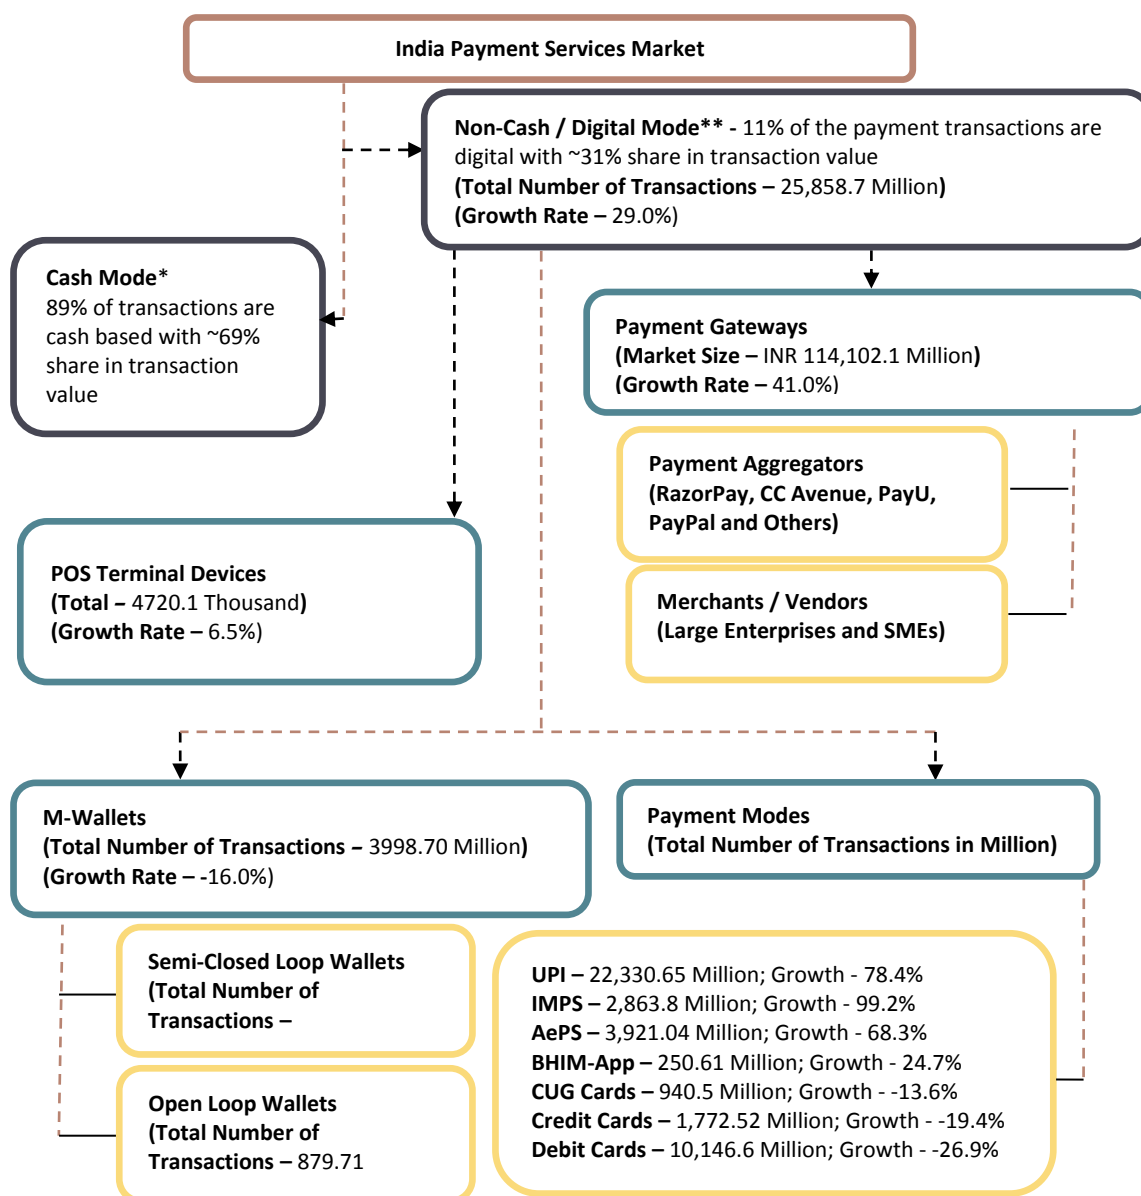 India Payment Services Market
Non-Cash / Digital Mode** - 11% of the payment transactions are
digital with ~31% share in transaction value
(Total Number of Transactions – 25,858.7 Million)
(Growth Rate – 29.0%)
Cash Mode*
89% of transactions are
cash based with ~69%
share in transaction
value
Payment Gateways
(Market Size – INR 114,102.1 Million)
(Growth Rate – 41.0%)
Payment Aggregators
(RazorPay, CC Avenue, PayU,
PayPal and Others)
POS Terminal Devices
(Total – 4720.1 Thousand)
(Growth Rate – 6.5%)
Merchants / Vendors
(Large Enterprises and SMEs)
M-Wallets
(Total Number of Transactions – 3998.70 Million)
(Growth Rate – -16.0%)
Payment Modes
(Total Number of Transactions in Million)
Semi-Closed Loop Wallets
(Total Number of
Transactions –
Open Loop Wallets
(Total Number of
Transactions – 879.71
UPI – 22,330.65 Million; Growth - 78.4%
IMPS – 2,863.8 Million; Growth - 99.2%
AePS – 3,921.04 Million; Growth - 68.3%
BHIM-App – 250.61 Million; Growth - 24.7%
CUG Cards – 940.5 Million; Growth - -13.6%
Credit Cards – 1,772.52 Million; Growth - -19.4%
Debit Cards – 10,146.6 Million; Growth - -26.9%